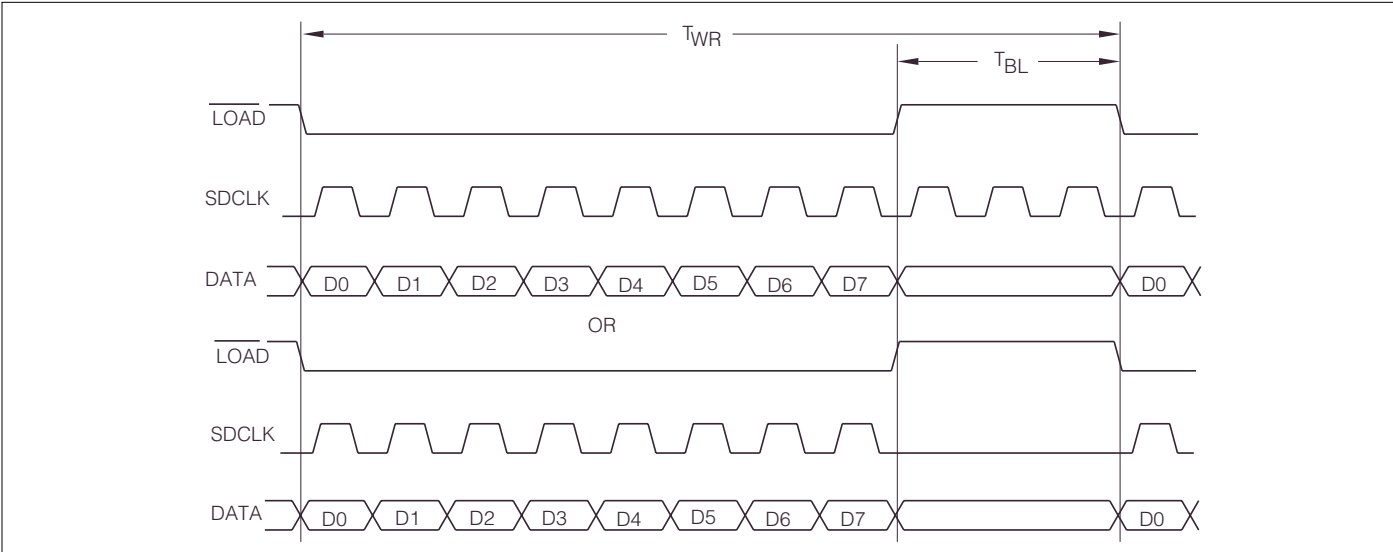 TWR
TBL
LOAD
SDCLK
DATA D0 D1 D2 D3 D4 D5 D6 D7 D0
OR
LOAD
SDCLK
DATA D0 D1 D2 D3 D4 D5 D6 D7 D0